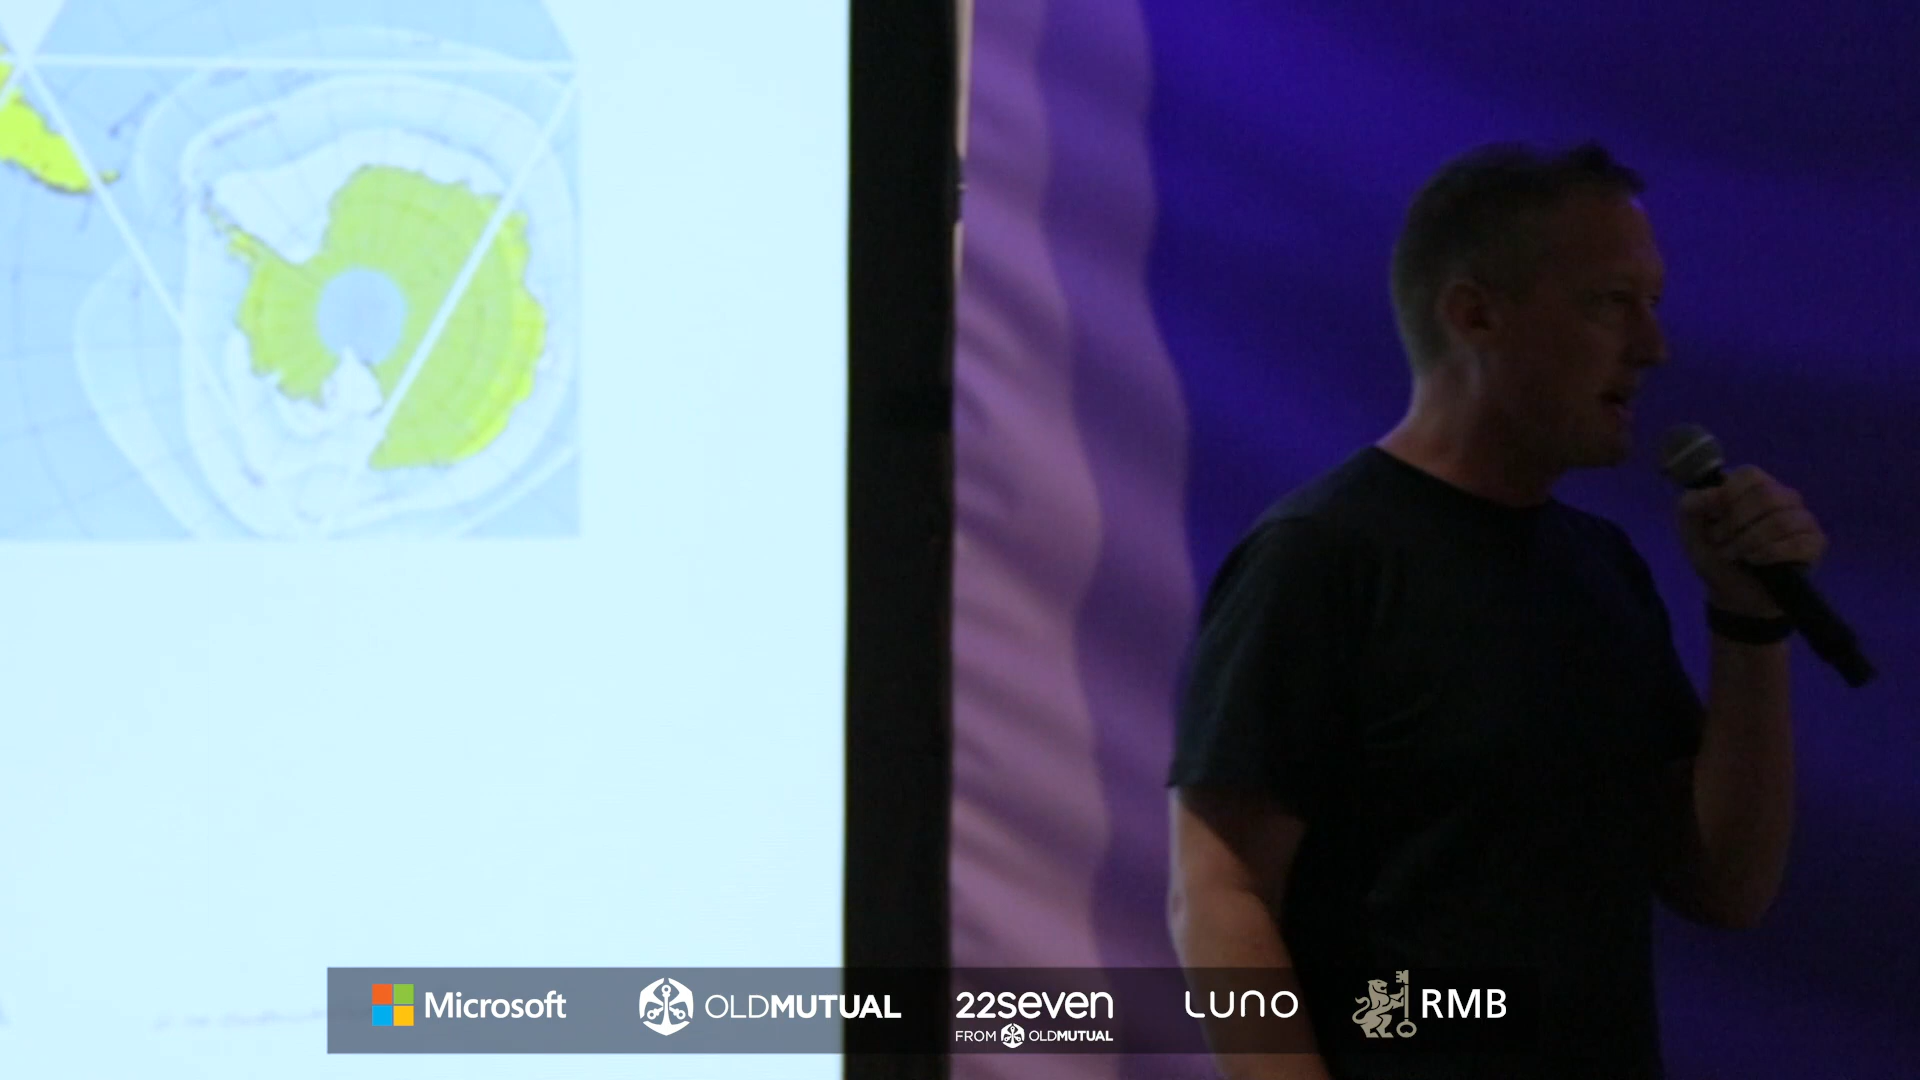 Microsoft
OLDMUTUAL
22seven
FROM OLDMUTUAL
LUNO
RMB